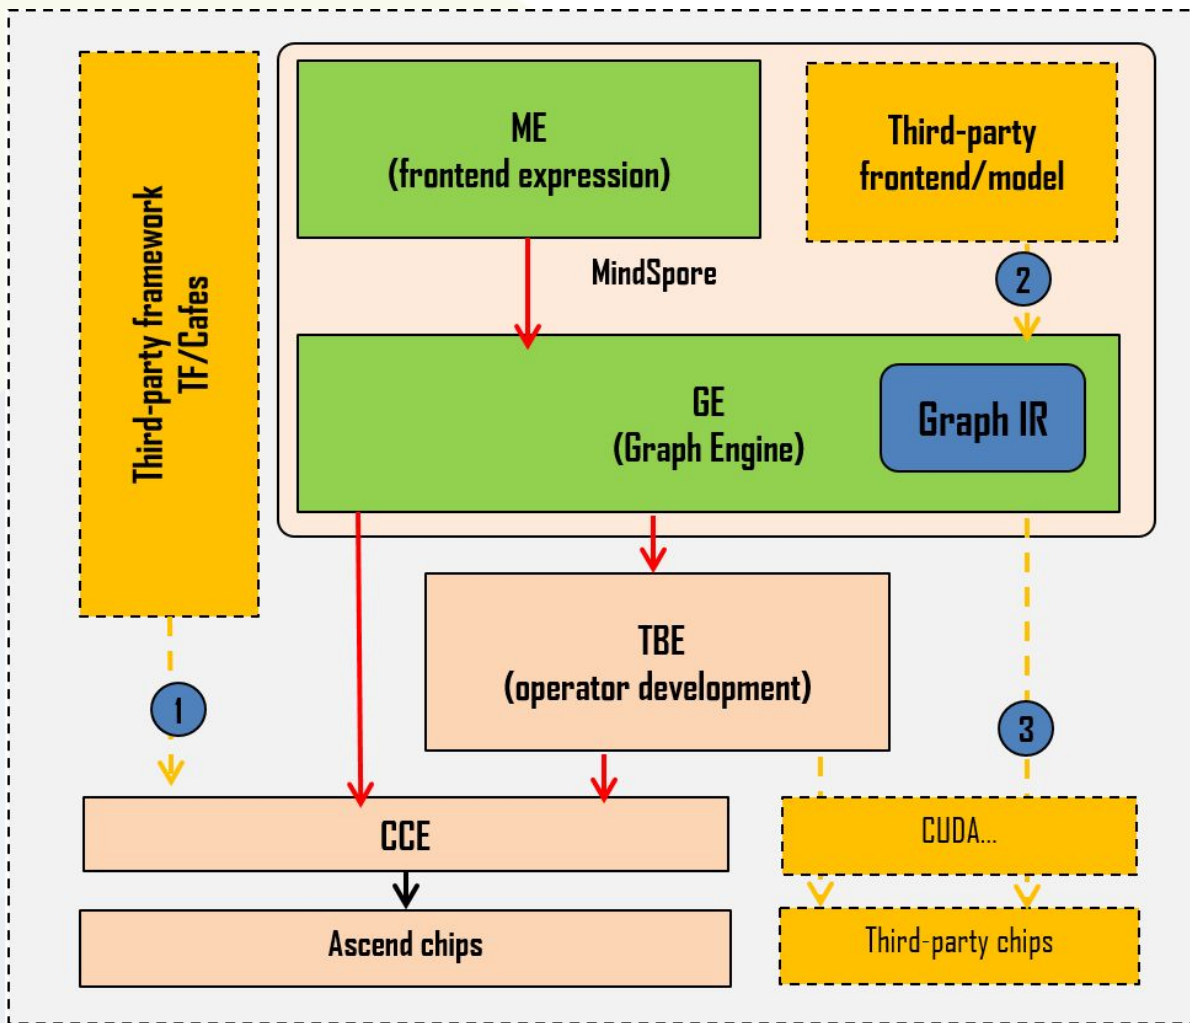 Third-party framework
TF/Cafes
ME
(frontend expression)
Third-party
frontend/model
MindSpore
2
GE
(Graph Engine)
Graph IR
TBE
(operator development)
1
3
CCE
CUDA...
Ascend chips
Third-party chips